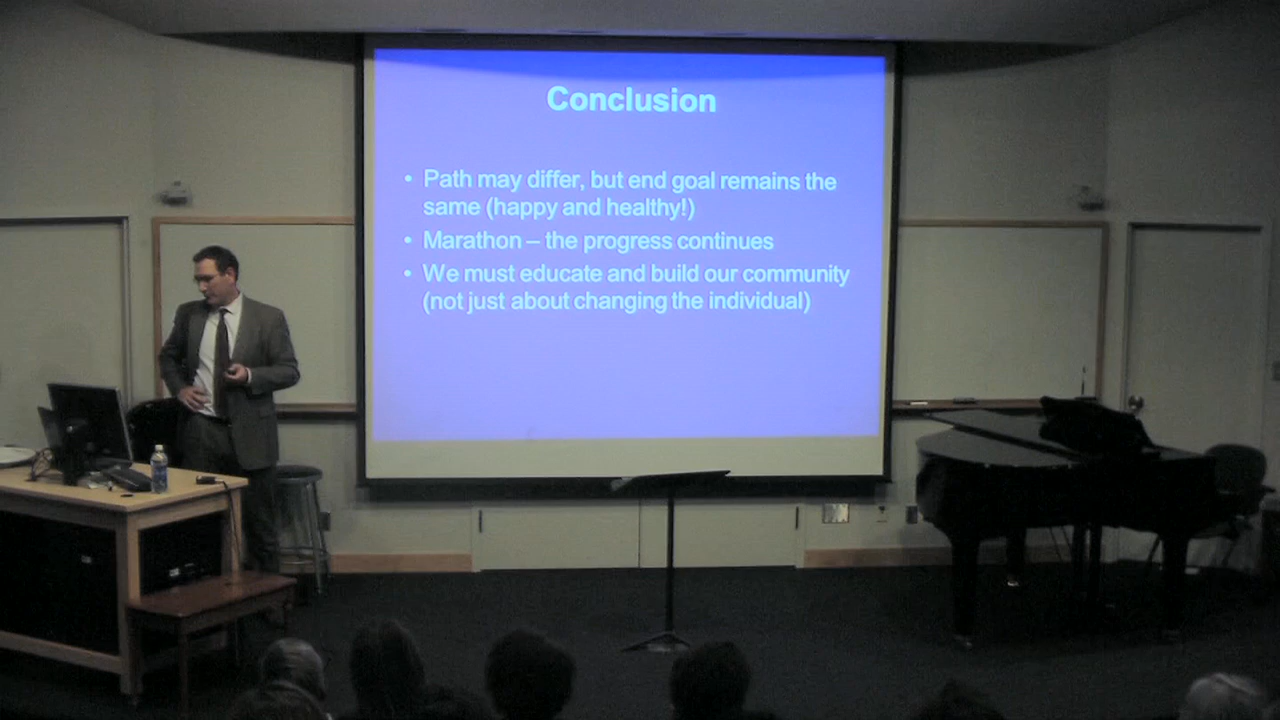 Conclusion
• Path may differ, but end goal remains the
same (happy and healthy!)
• Marathon – the progress continues
• We must educate and build our community
(not just about changing the individual)